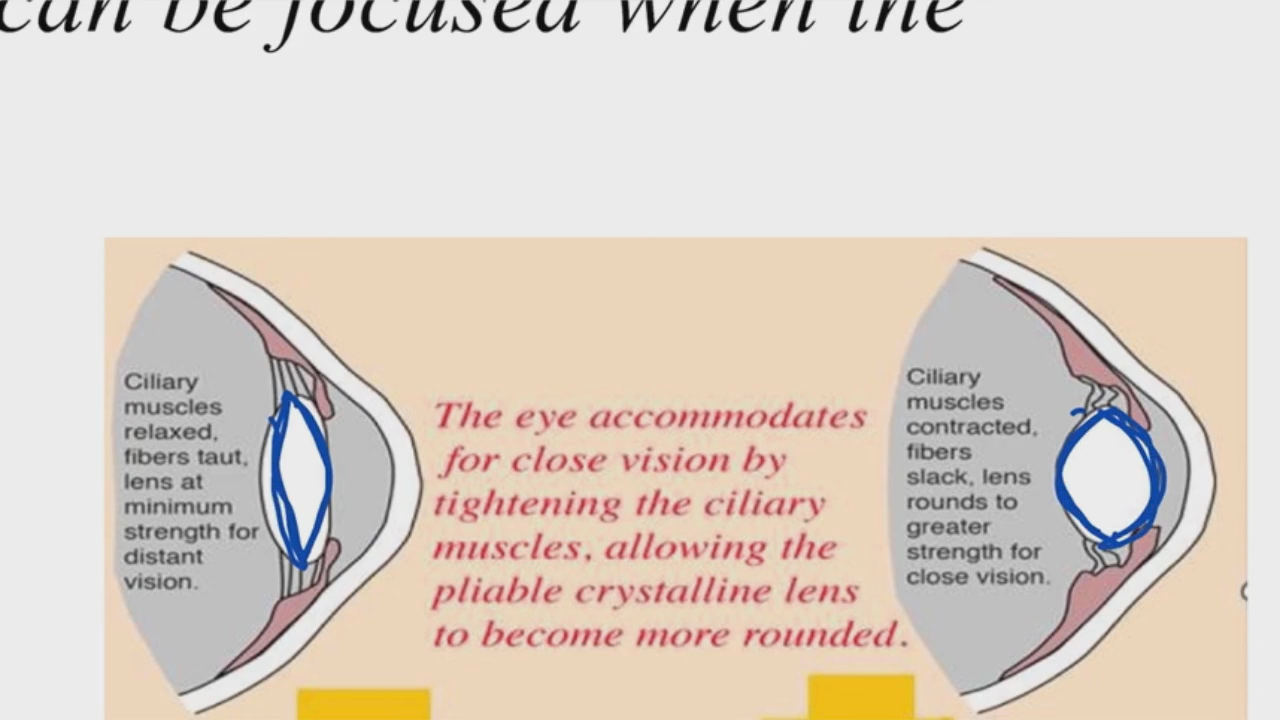 can be focused when the
Ciliary
muscles
relaxed,
fibers taut,
lens at
minimum
strength for
distant
vision.
The eye accommodates
for close vision by
tightening the ciliary
muscles, allowing the
pliable crystalline lens
to become more rounded.
Ciliary
muscles
contracted,
fibers
slack, lens
rounds to
greater
strength for
close vision.